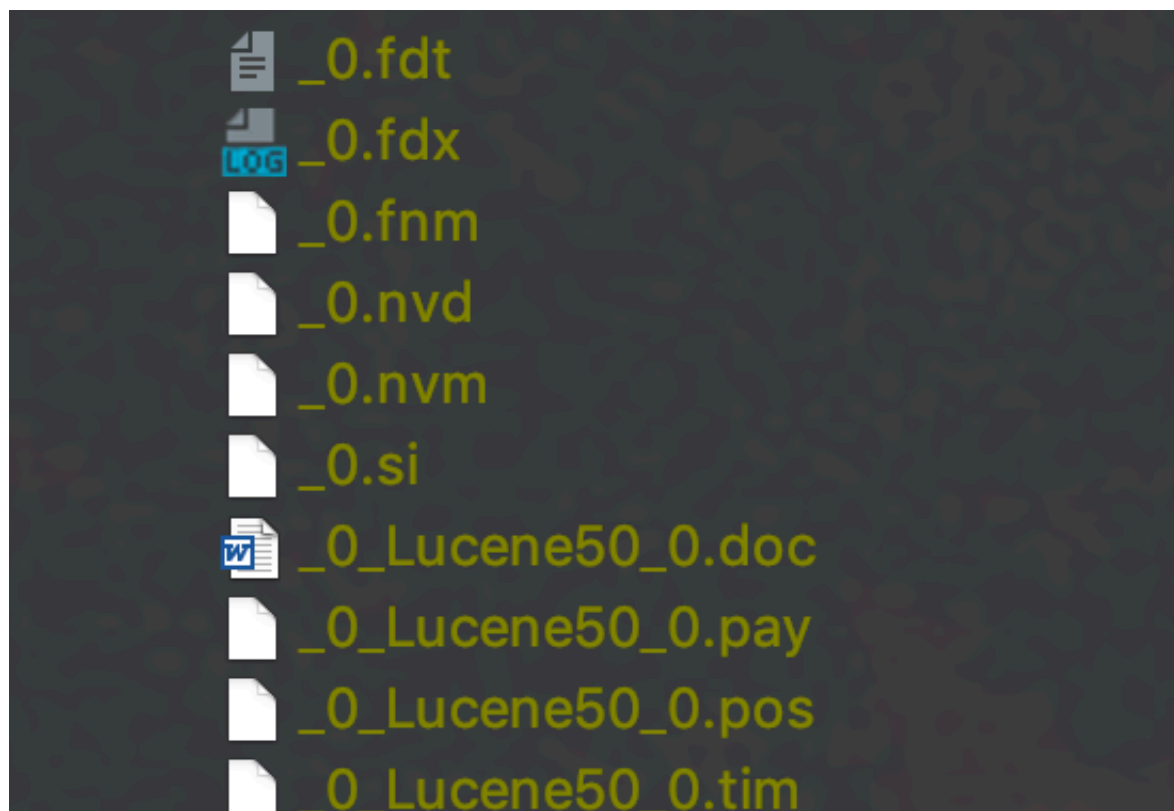 _0.fdt
LOG _0.fdx
_0.fnm
_0.nvd
_0.nvm
_0.si
W _0_Lucene50_0.doc
_0_Lucene50_0.pay
_0_Lucene50_0.pos
_0_Lucene50_0.tim